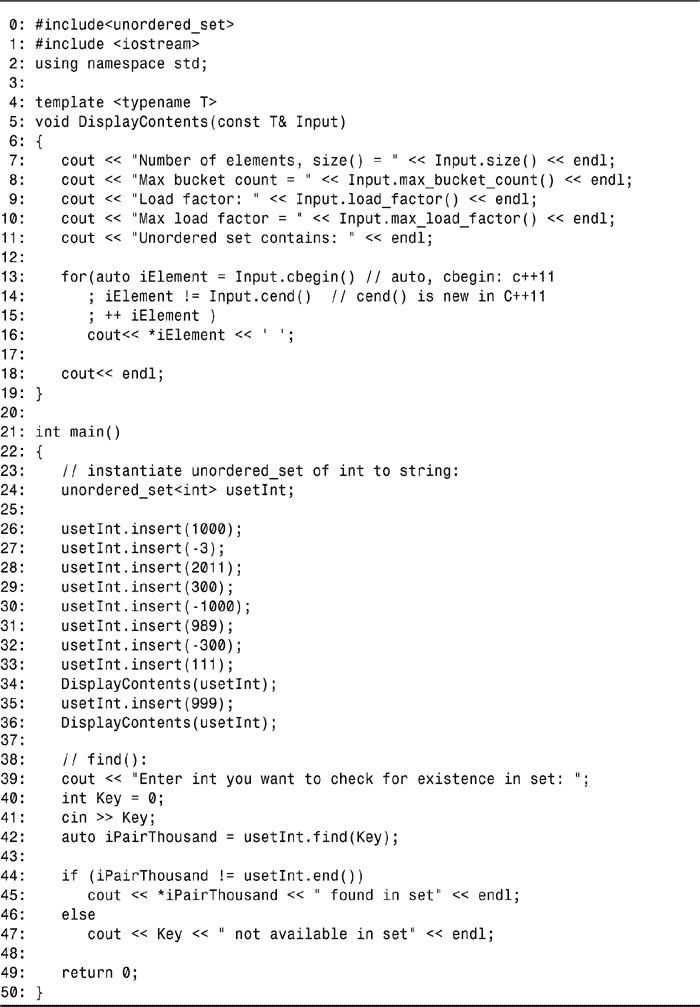 0: #include<unordered_set>
1: #include <iostream>
2: using namespace std;
3:
4: template <typename T>
5: void DisplayContents(const T& Input)
6: {
7:    cout << "Number of elements, size() = " << Input.size() << endl;
8:    cout << "Max bucket count = " << Input.max_bucket_count() << endl;
9:    cout << "Load factor: " << Input.load_factor() << endl;
10:    cout << "Max load factor = " << Input.max_load_factor() << endl;
11:    cout << "Unordered set contains: " << endl;
12:
13:    for(auto iElement = Input.cbegin() // auto, cbegin: c++11
14:       ; iElement != Input.cend()  // cend() is new in C++11
15:       ; ++ iElement )
16:       cout<< *iElement << ' ';
17:
18:    cout<< endl;
19: }
20:
21: int main()
22: {
23:    // instantiate unordered_set of int to string:
24:    unordered_set<int> usetInt;
25:
26:    usetInt.insert(1000);
27:    usetInt.insert(-3);
28:    usetInt.insert(2011);
29:    usetInt.insert(300);
30:    usetInt.insert(-1000);
31:    usetInt.insert(989);
32:    usetInt.insert(-300);
33:    usetInt.insert(111);
34:    DisplayContents(usetInt);
35:    usetInt.insert(999);
36:    DisplayContents(usetInt);
37:
38:    // find():
39:    cout << "Enter int you want to check for existence in set: ";
40:    int Key = 0;
41:    cin >> Key;
42:    auto iPairThousand = usetInt.find(Key);
43:
44:    if (iPairThousand != usetInt.end())
45:       cout << *iPairThousand << " found in set" << endl;
46:    else
47:       cout << Key << " not available in set" << endl;
48:
49:    return 0;
50: }